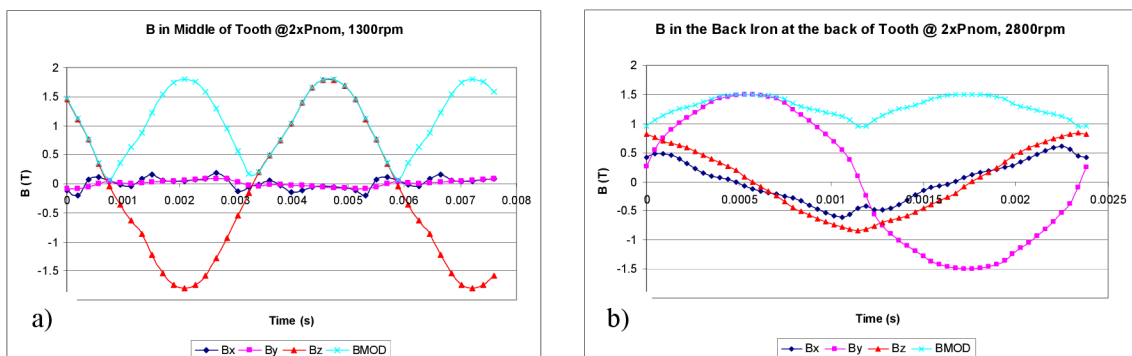 B in Middle of Tooth @2xPnom, 1300rpm
2
1.5
1
0.5
0
-0.5
-1
-1.5
B (T)
0 0.001 0.002 0.003 0.004 0.005 0.006 0.007 0.008
a)
Time (s)
Bx By Bz BMOD
B in the Back Iron at the back of Tooth @ 2xPnom, 2800rpm
2
1.5
1
0.5
0
-0.5
-1
-1.5
B (T)
0 0.0005 0.001 0.0015 0.002 0.0025
b)
Time (s)
Bx By Bz BMOD